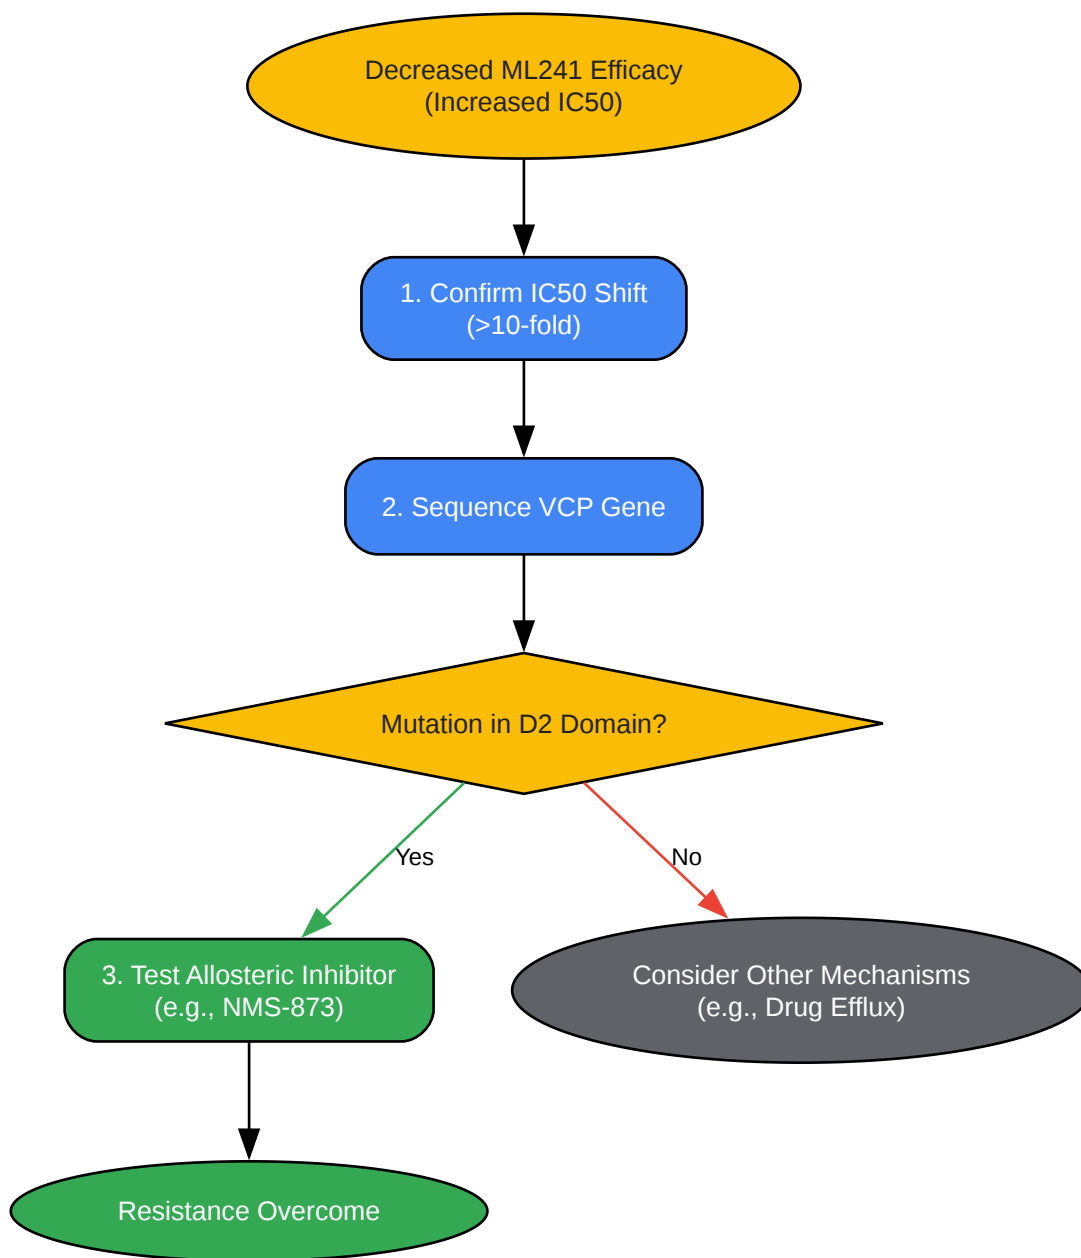 Decreased ML241 Efficacy
(Increased IC50)
1. Confirm IC50 Shift
(>10-fold)
2. Sequence VCP Gene
Mutation in D2 Domain?
Yes
No
3. Test Allosteric Inhibitor
(e.g., NMS-873)
Consider Other Mechanisms
(e.g., Drug Efflux)
Resistance Overcome